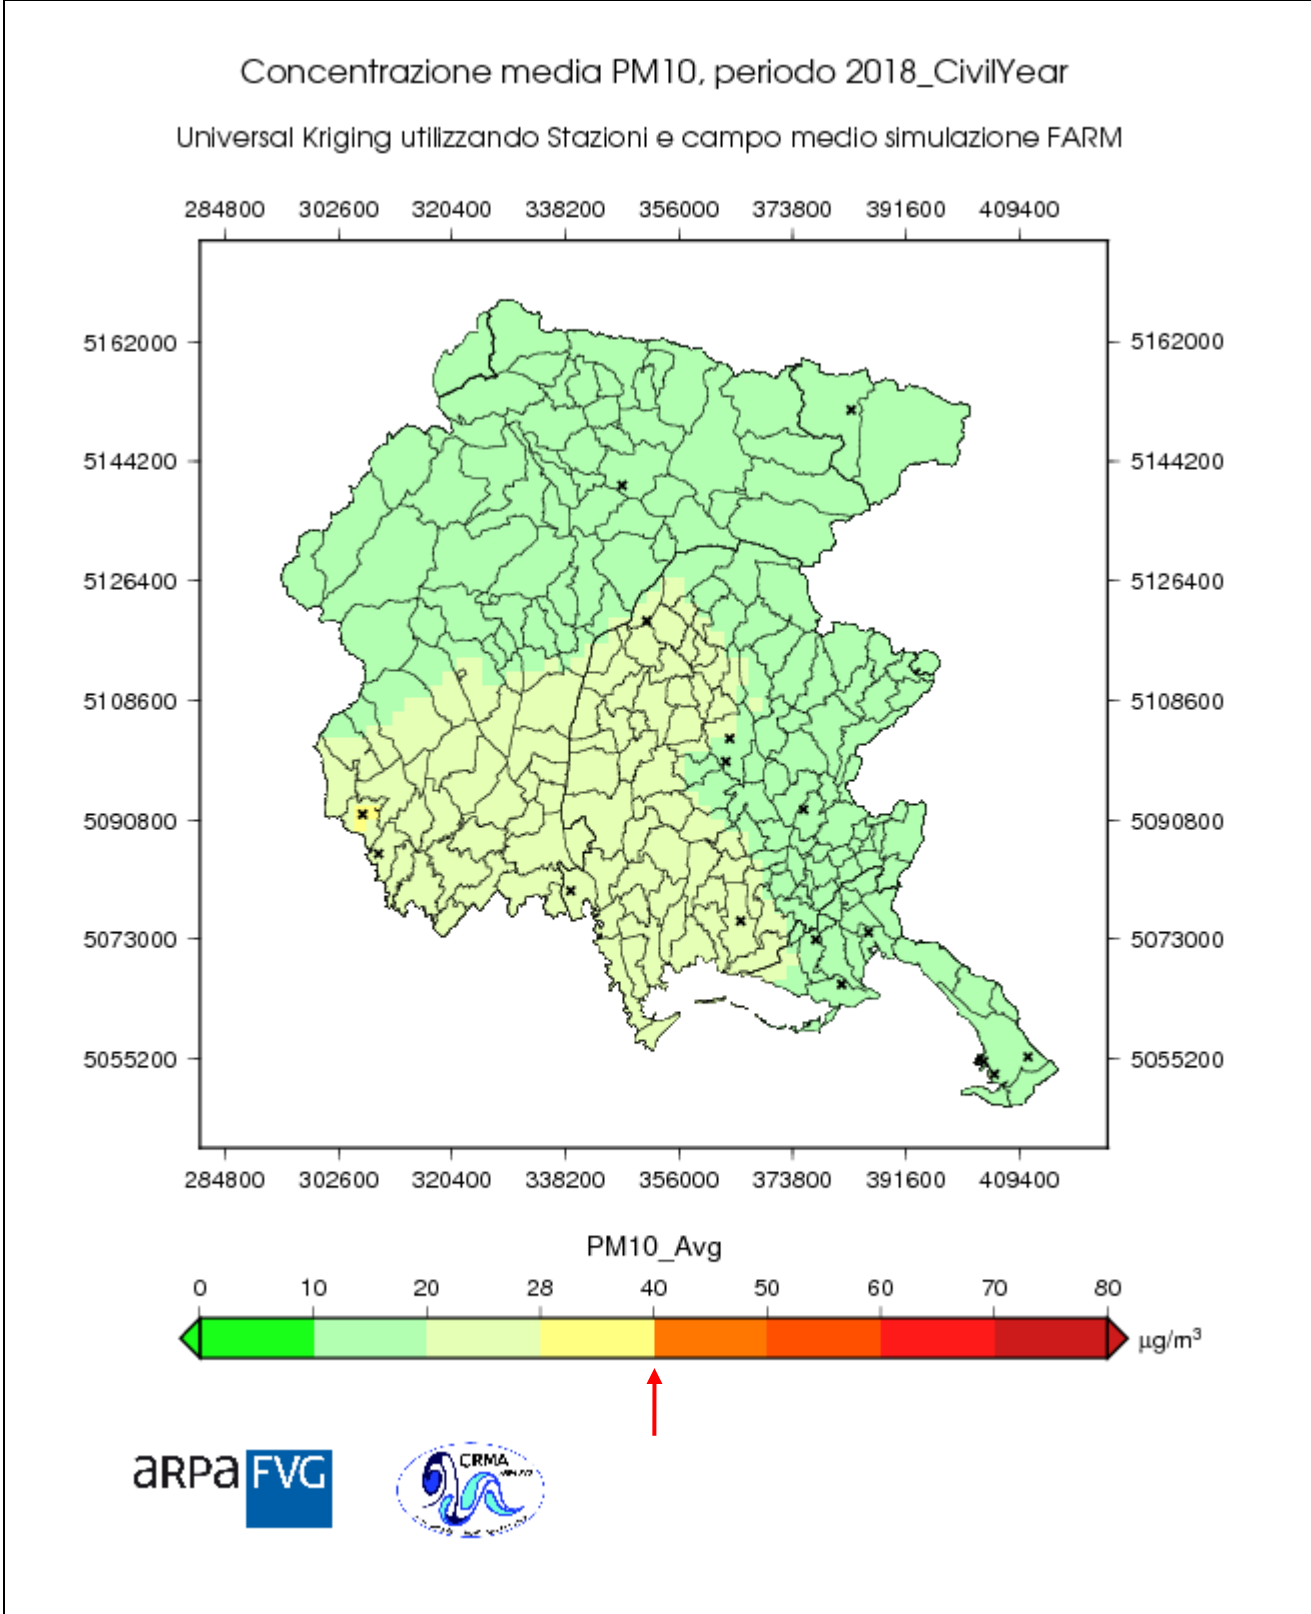 Concentrazione media PM10, periodo 2018_CivilYear
Universal Kriging utilizzando Stazioni e campo medio simulazione FARM
284800 302600 320400 338200 356000 373800 391600 409400
5162000 5162000
5144200 5144200
5126400 5126400
5108600 5108600
5090800 5090800
5073000 5073000
5055200 5055200
284800 302600 320400 338200 356000 373800 391600 409400
PM10_Avg
0 10 20 28 40 50 60 70 80
µg/m³
aRPa FVG
CRMA